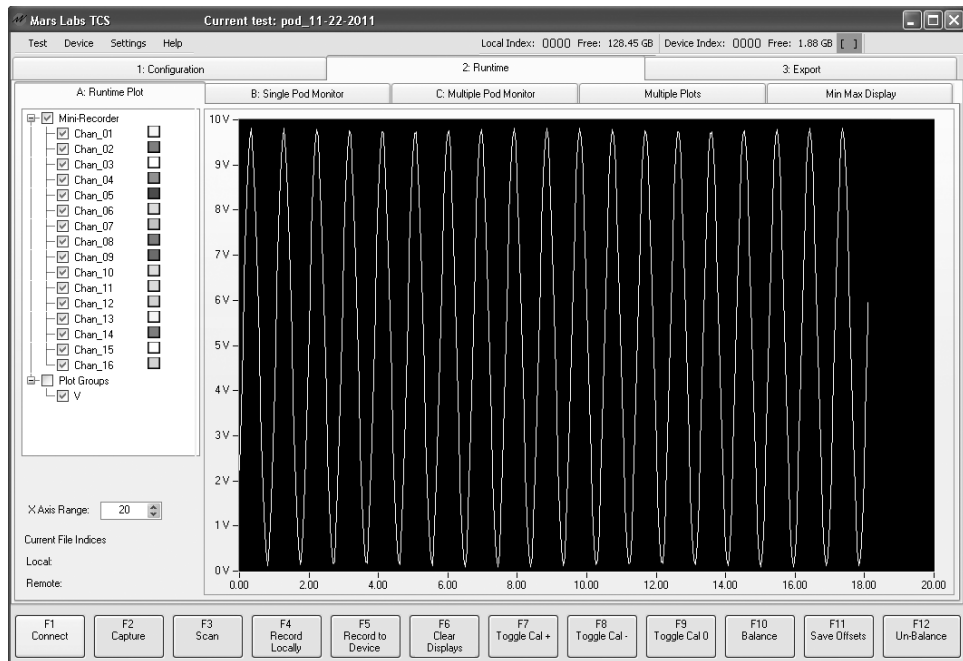 Mars Labs TCS Current test: pod_11-22-2011
Test Device Settings Help Local Index: 0000 Free: 128.45 GB Device Index: 0000 Free: 1.88 GB [ ]
1: Configuration 2: Runtime 3: Export
A: Runtime Plot B: Single Pod Monitor C: Multiple Pod Monitor Multiple Plots Min Max Display
Mini-Recorder
Chan_01
Chan_02
Chan_03
Chan_04
Chan_05
Chan_06
Chan_07
Chan_08
Chan_09
Chan_10
Chan_11
Chan_12
Chan_13
Chan_14
Chan_15
Chan_16
Plot Groups
V
X Axis Range: 20
Current File Indices
Local:
Remote:
10 V
9 V
8 V
7 V
6 V
5 V
4 V
3 V
2 V
1 V
0 V
0.00 2.00 4.00 6.00 8.00 10.00 12.00 14.00 16.00 18.00 20.00
F1 Connect
F2 Capture
F3 Scan
F4 Record Locally
F5 Record to Device
F6 Clear Displays
F7 Toggle Cal +
F8 Toggle Cal -
F9 Toggle Cal 0
F10 Balance
F11 Save Offsets
F12 Un-Balance